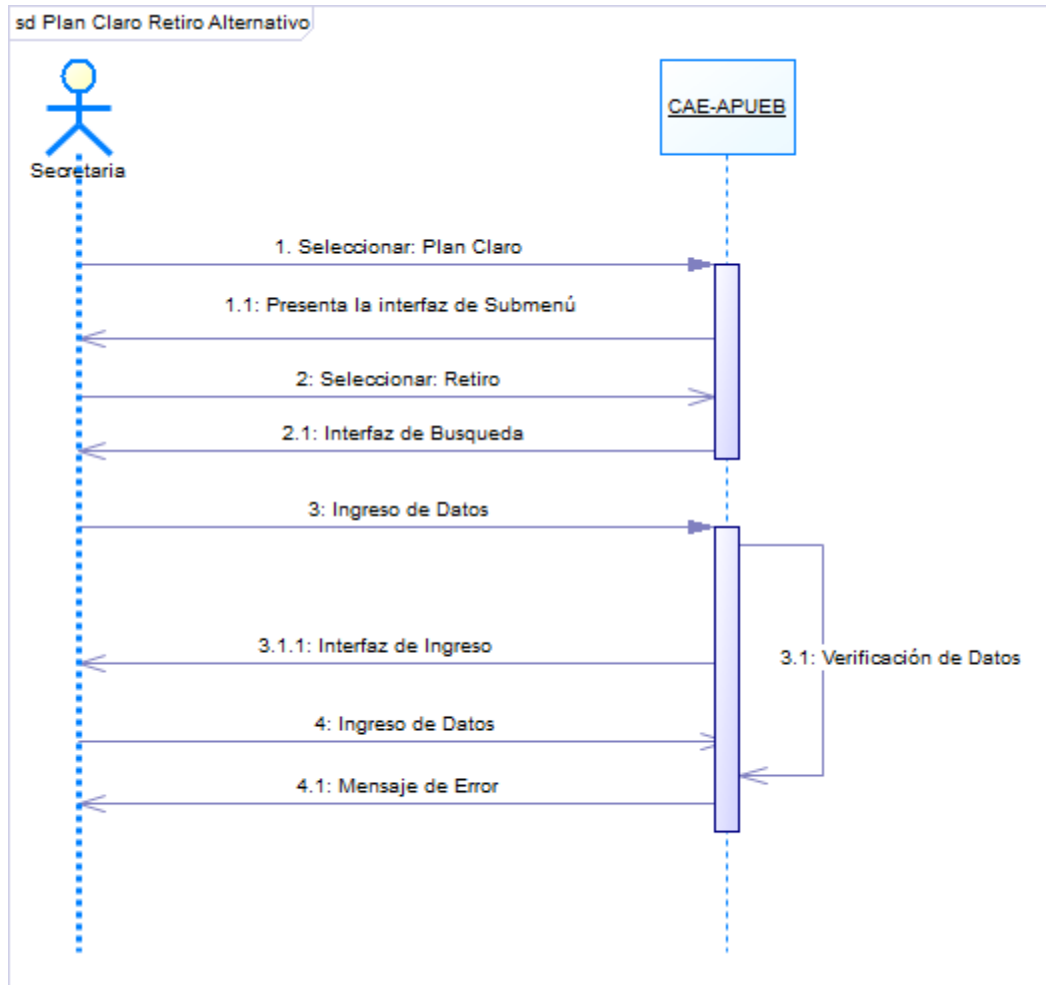 sd Plan Claro Retiro Alternativo
CAE-APUEB
Secretaria
1. Seleccionar: Plan Claro
1.1: Presenta la interfaz de Submenú
2: Seleccionar: Retiro
2.1: Interfaz de Busqueda
3: Ingreso de Datos
3.1.1: Interfaz de Ingreso
3.1: Verificación de Datos
4: Ingreso de Datos
4.1: Mensaje de Error